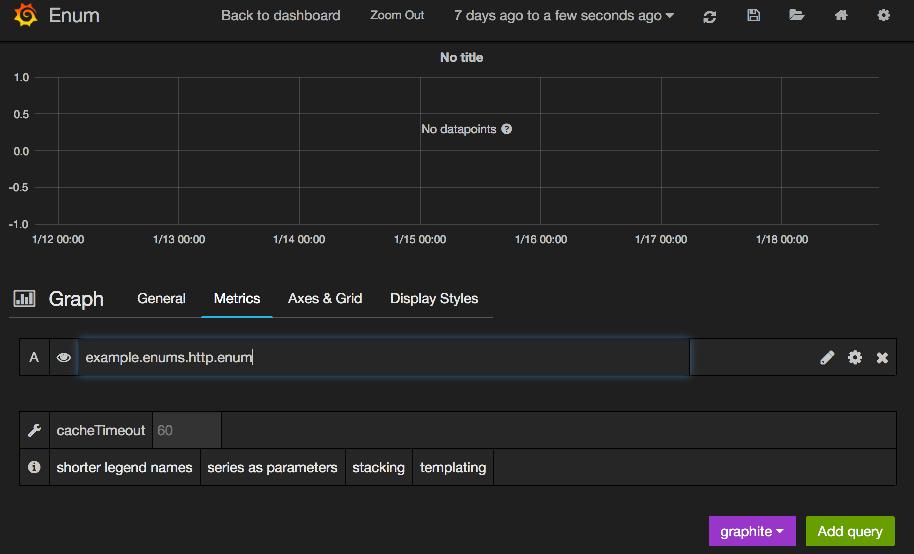 Enum Back to dashboard Zoom Out 7 days ago to a few seconds ago
No title
1.0
0.5
No datapoints
0.0
-0.5
-1.0
1/12 00:00 1/13 00:00 1/14 00:00 1/15 00:00 1/16 00:00 1/17 00:00 1/18 00:00
Graph General Metrics Axes & Grid Display Styles
A example.enums.http.enum
cacheTimeout 60
shorter legend names series as parameters stacking templating
graphite Add query